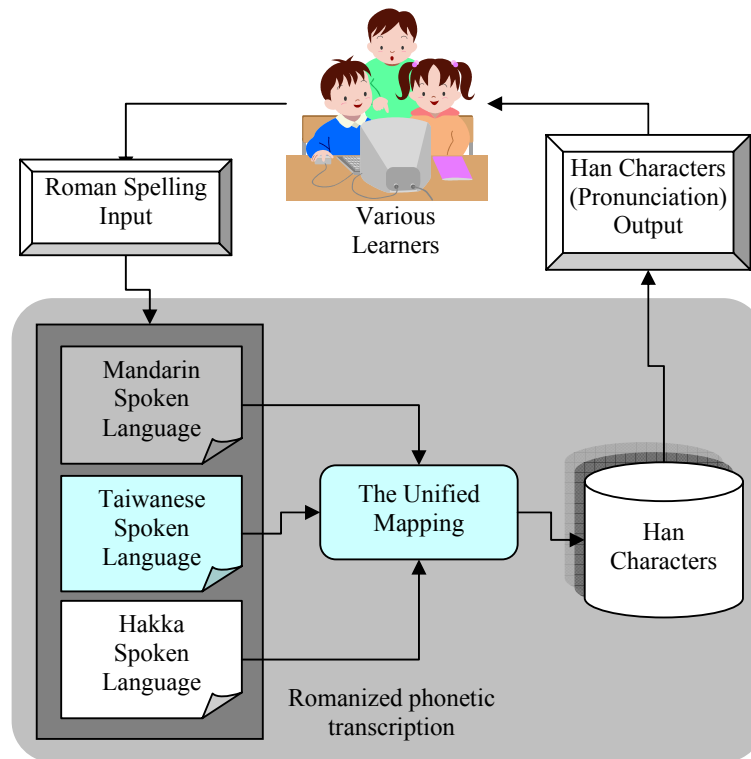 Various
Learners
Roman Spelling
Input
Han Characters
(Pronunciation)
Output
Mandarin
Spoken
Language
Taiwanese
Spoken
Language
Hakka
Spoken
Language
The Unified
Mapping
Han
Characters
Romanized phonetic
transcription